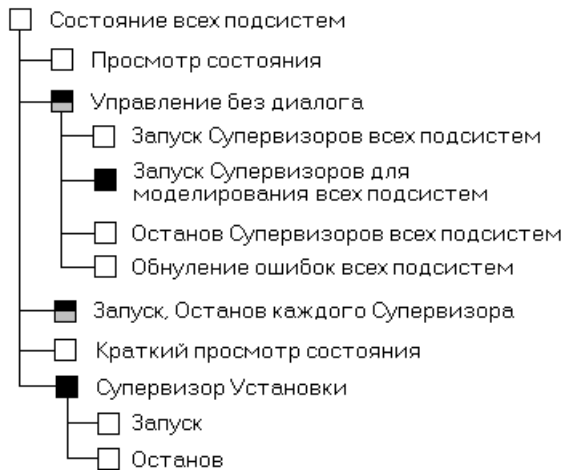 Состояние всех подсистем
Просмотр состояния
Управление без диалога
Запуск Супервизоров всех подсистем
Запуск Супервизоров для
моделирования всех подсистем
Останов Супервизоров всех подсистем
Обнуление ошибок всех подсистем
Запуск, Останов каждого Супервизора
Краткий просмотр состояния
Супервизор Установки
Запуск
Останов